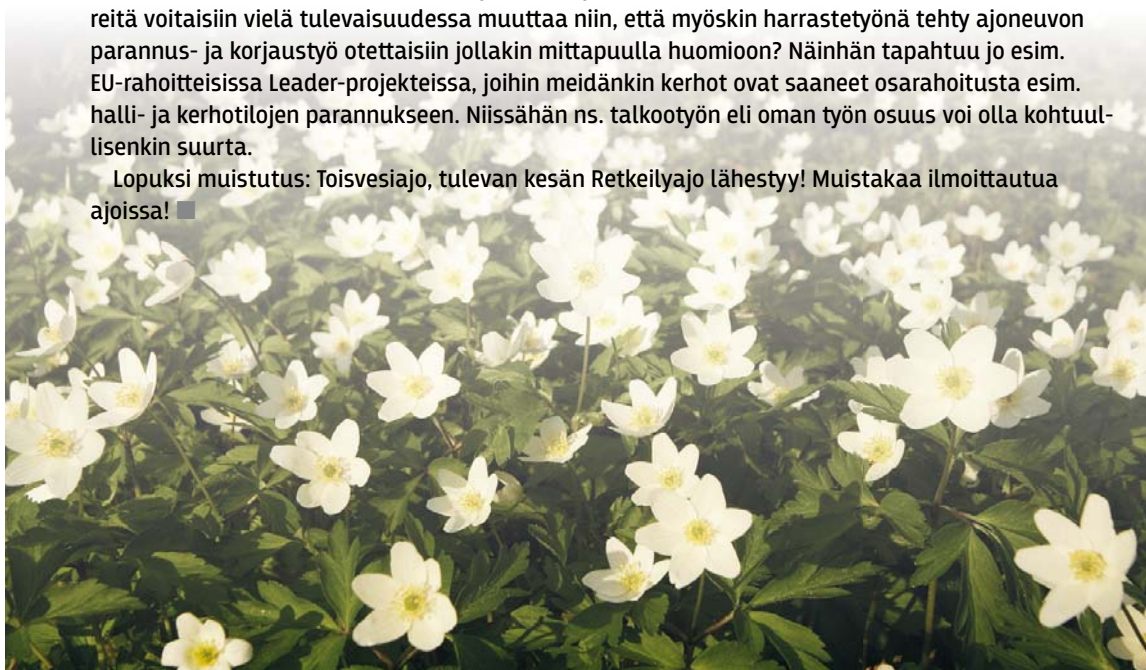 reitä voitaisiin vielä tulevaisuudessa muuttaa niin, että myöskin harrastetyönä tehty ajoneuvon
parannus- ja korjaustyö otettaisiin jollakin mittapuulla huomioon? Näinhän tapahtuu jo esim.
EU-rahoitteisissa Leader-projekteissa, joihin meidänkin kerhot ovat saaneet osarahoitusta esim.
halli- ja kerhotilojen parannukseen. Niissähän ns. talkootyön eli oman työn osuus voi olla kohtuul-
lisenkin suurta.
Lopuksi muistutus: Toisvesiajo, tulevan kesän Retkeilyajo lähestyy! Muistakaa ilmoittautua
ajoissa!